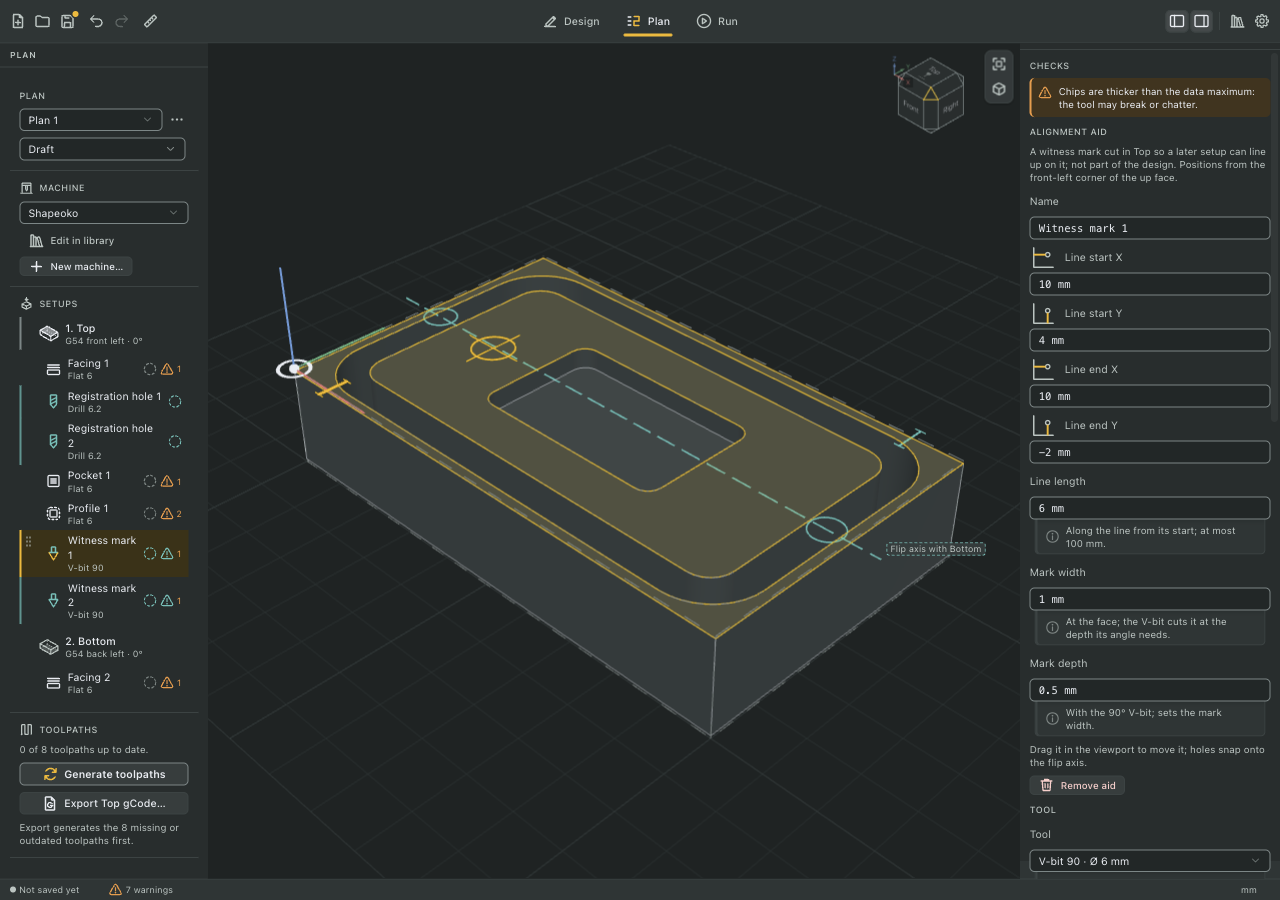 Design
Plan
Run
PLAN
PLAN
Plan 1
Draft
MACHINE
Shapeoko
Edit in library
New machine...
SETUPS
1. Top
G54 front left · 0°
Facing 1
Flat 6
1
Registration hole 1
Drill 6.2
Registration hole
2
Drill 6.2
Pocket 1
Flat 6
1
Profile 1
Flat 6
2
Witness mark
1
V-bit 90
1
Witness mark
2
V-bit 90
1
2. Bottom
G54 back left · 0°
Facing 2
Flat 6
1
TOOLPATHS
0 of 8 toolpaths up to date.
Generate toolpaths
Export Top gCode...
Export generates the 8 missing or
outdated toolpaths first.
Not saved yet
7 warnings
Top
Front
Right
Flip axis with Bottom
CHECKS
Chips are thicker than the data maximum:
the tool may break or chatter.
ALIGNMENT AID
A witness mark cut in Top so a later setup can line
up on it; not part of the design. Positions from the
front-left corner of the up face.
Name
Witness mark 1
Line start X
10 mm
Line start Y
4 mm
Line end X
10 mm
Line end Y
−2 mm
Line length
6 mm
Along the line from its start; at most
100 mm.
Mark width
1 mm
At the face; the V-bit cuts it at the
depth its angle needs.
Mark depth
0.5 mm
With the 90° V-bit; sets the mark
width.
Drag it in the viewport to move it; holes snap onto
the flip axis.
Remove aid
TOOL
Tool
V-bit 90 · Ø 6 mm
mm